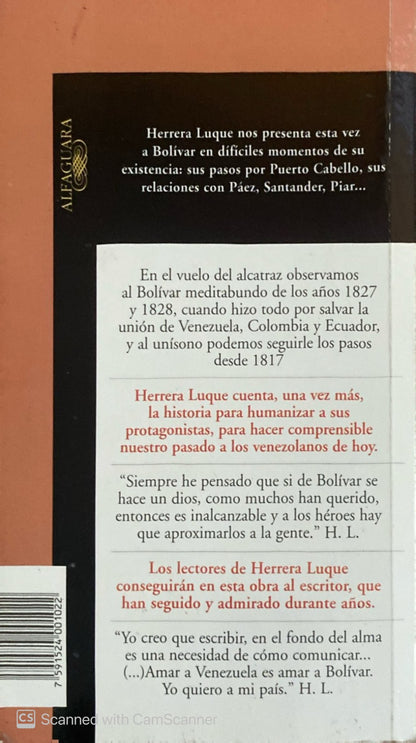 ALFAGUARA
Herrera Luque nos presenta esta vez
a Bolívar en difíciles momentos de su
existencia: sus pasos por Puerto Cabello, sus
relaciones con Páez, Santander, Piar...
En el vuelo del alcatraz observamos
al Bolívar meditabundo de los años 1827
y 1828, cuando hizo todo por salvar la
unión de Venezuela, Colombia y Ecuador,
y al unísono podemos seguirle los pasos
desde 1817
Herrera Luque cuenta, una vez más,
la historia para humanizar a sus
protagonistas, para hacer comprensible
nuestro pasado a los venezolanos de hoy.
“Siempre he pensado que si de Bolívar se
hace un dios, como muchos han querido,
entonces es inalcanzable y a los héroes hay
que aproximarlos a la gente.” H. L.
Los lectores de Herrera Luque
conseguirán en esta obra al escritor, que
han seguido y admirado durante años.
“Yo creo que escribir, en el fondo del alma
es una necesidad de cómo comunicar...
(...)Amar a Venezuela es amar a Bolívar.
Yo quiero a mi país.” H. L.
7 591524 001022
CS Scanned with CamScanner